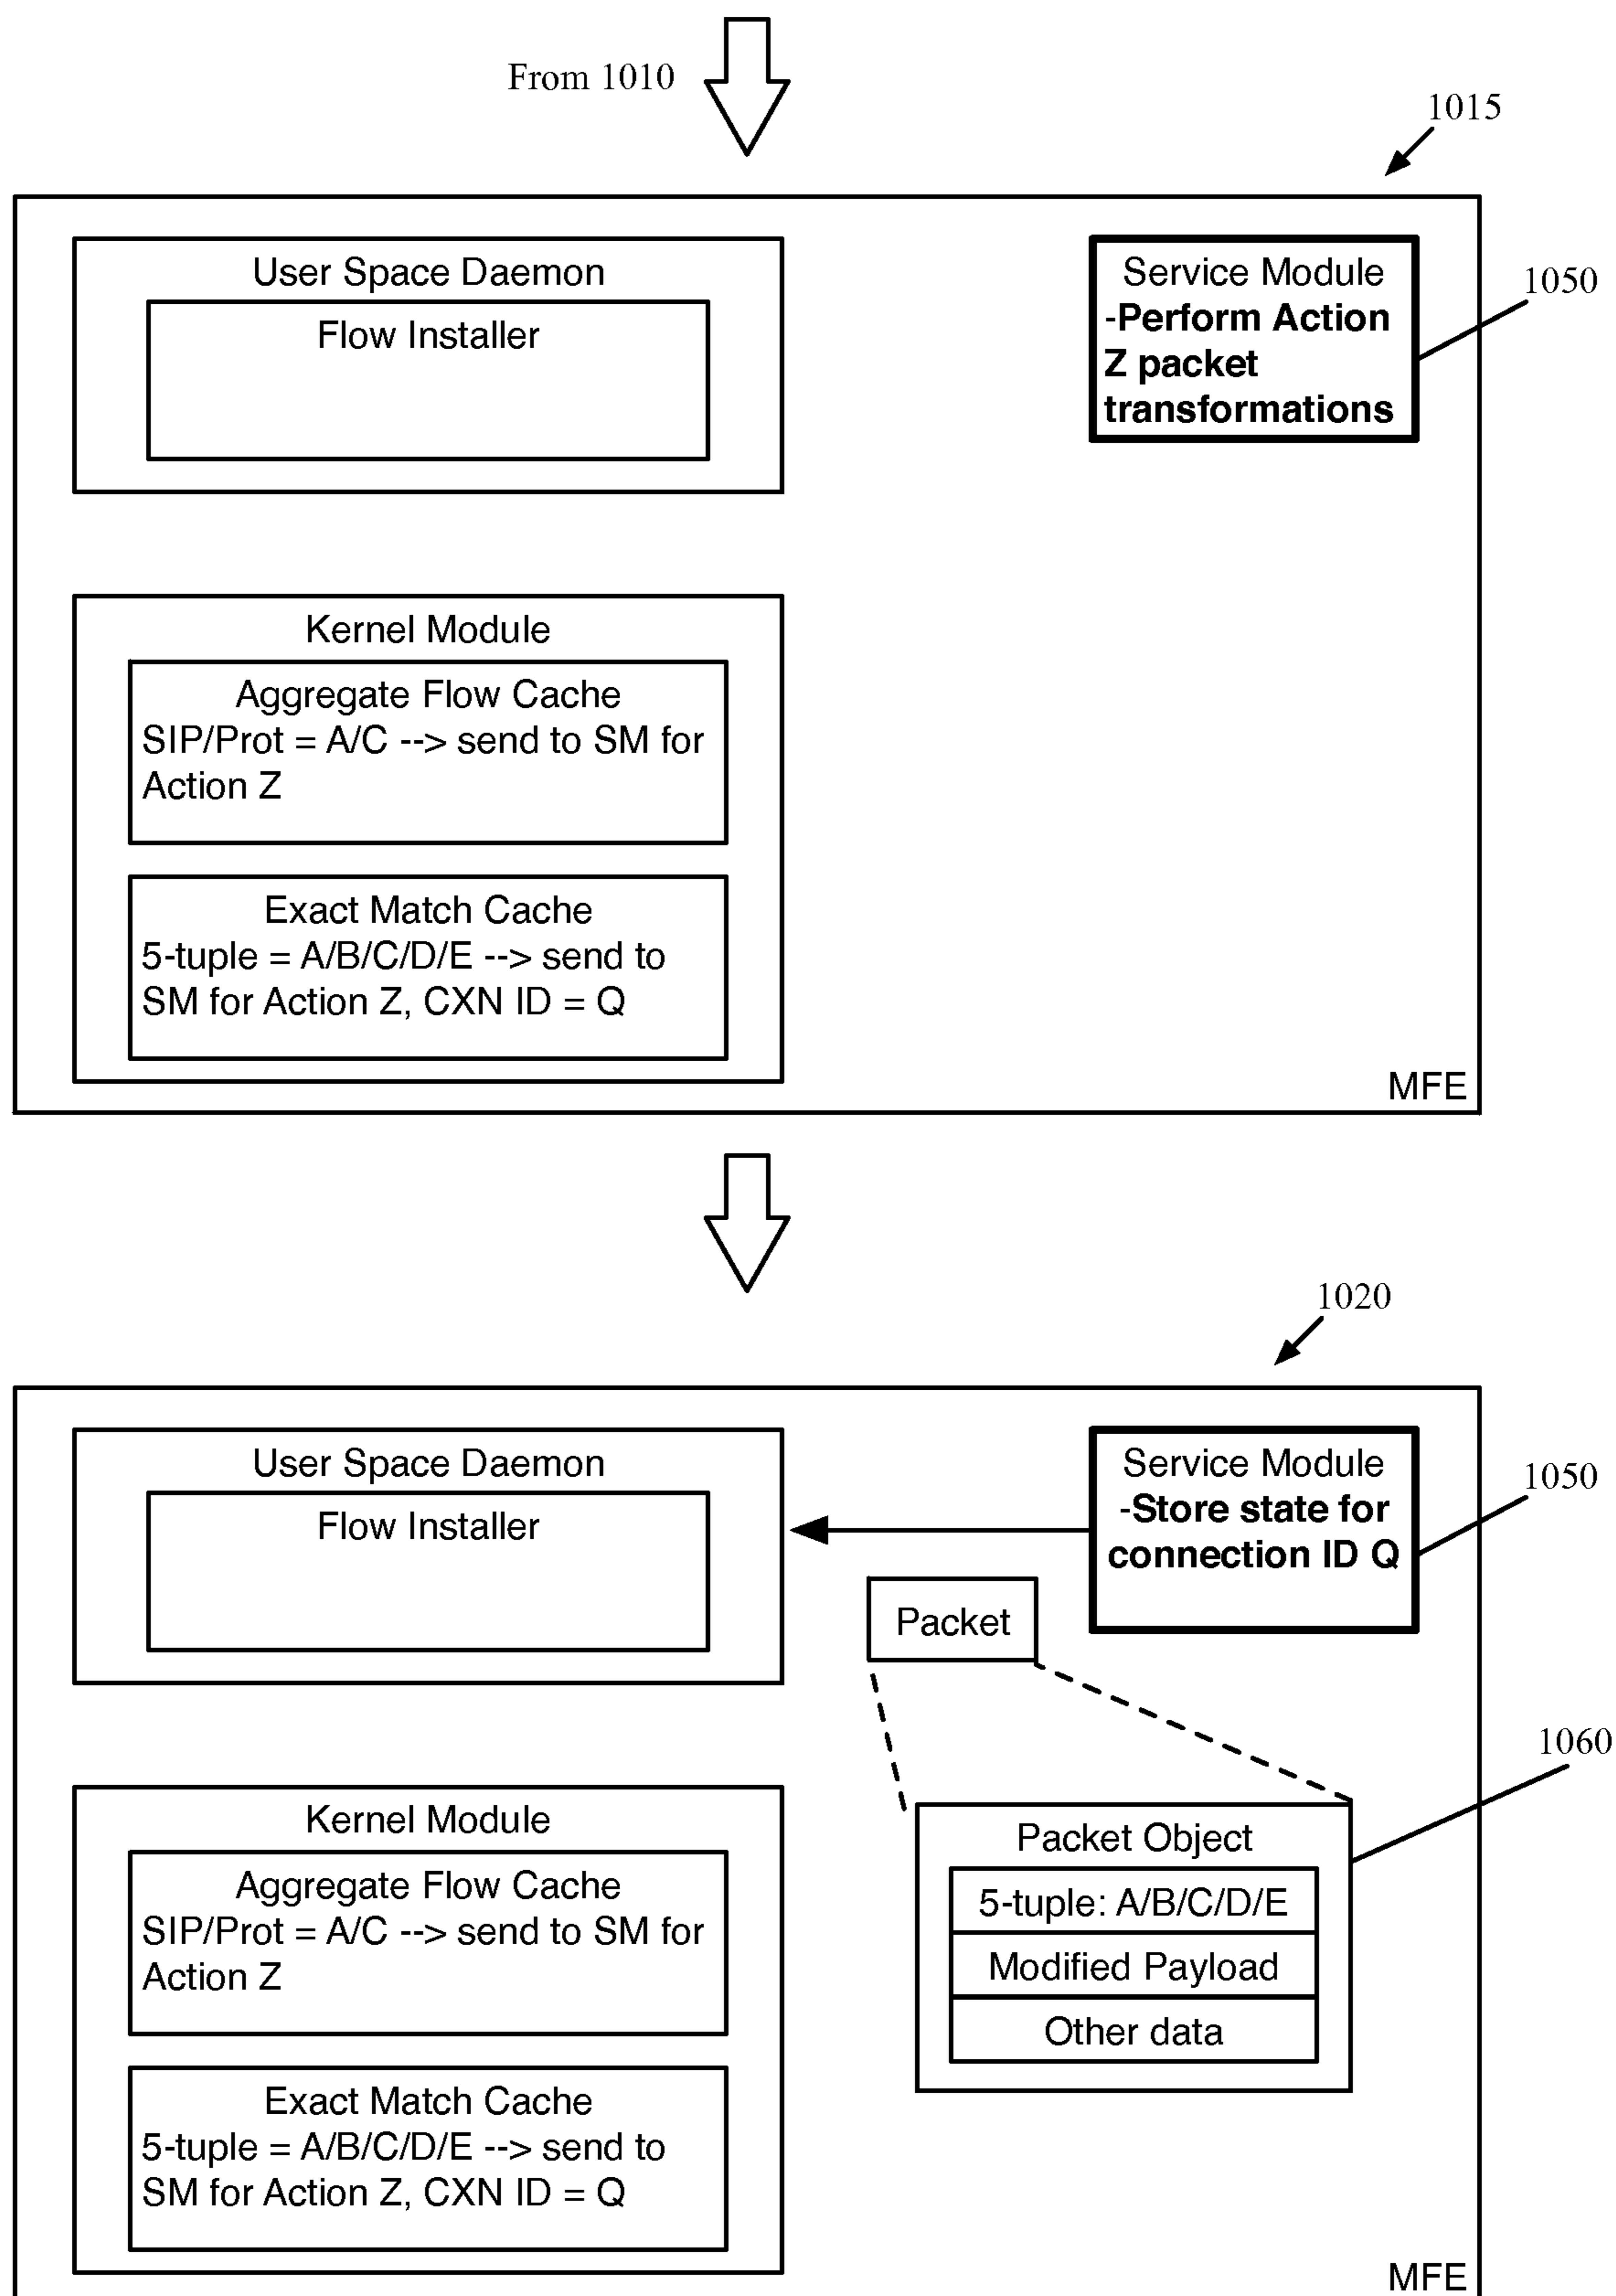 From 1010
1015
User Space Daemon
Flow Installer
Service Module
-Perform Action
Z packet
transformations
1050
Kernel Module
Aggregate Flow Cache
SIP/Prot = A/C --> send to SM for
Action Z
Exact Match Cache
5-tuple = A/B/C/D/E --> send to
SM for Action Z, CXN ID = Q
MFE
1020
User Space Daemon
Flow Installer
Service Module
-Store state for
connection ID Q
1050
Packet
1060
Packet Object
5-tuple: A/B/C/D/E
Modified Payload
Other data
Kernel Module
Aggregate Flow Cache
SIP/Prot = A/C --> send to SM for
Action Z
Exact Match Cache
5-tuple = A/B/C/D/E --> send to
SM for Action Z, CXN ID = Q
MFE